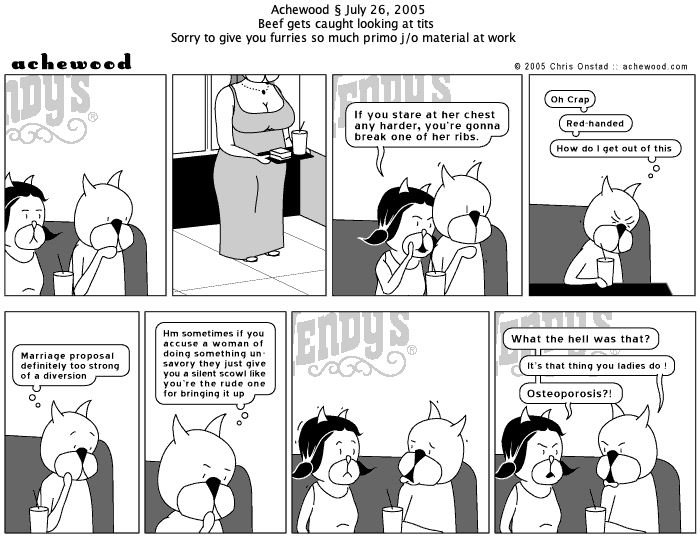 Achewood § July 26, 2005
Beef gets caught looking at tits
Sorry to give you furries so much primo j/o material at work
achewood
© 2005 Chris Onstad :: achewood.com
ENDY'S®
ENDY'S
If you stare at her chest
any harder, you're gonna
break one of her ribs.
Oh Crap
Red-handed
How do I get out of this
Marriage proposal
definitely too strong
of a diversion
Hm sometimes if you
accuse a woman of
doing something un-
savory they just give
you a silent scowl like
you're the rude one
for bringing it up
ENDY'S®
ENDY'S®
What the hell was that?
It's that thing you ladies do !
Osteoporosis?!